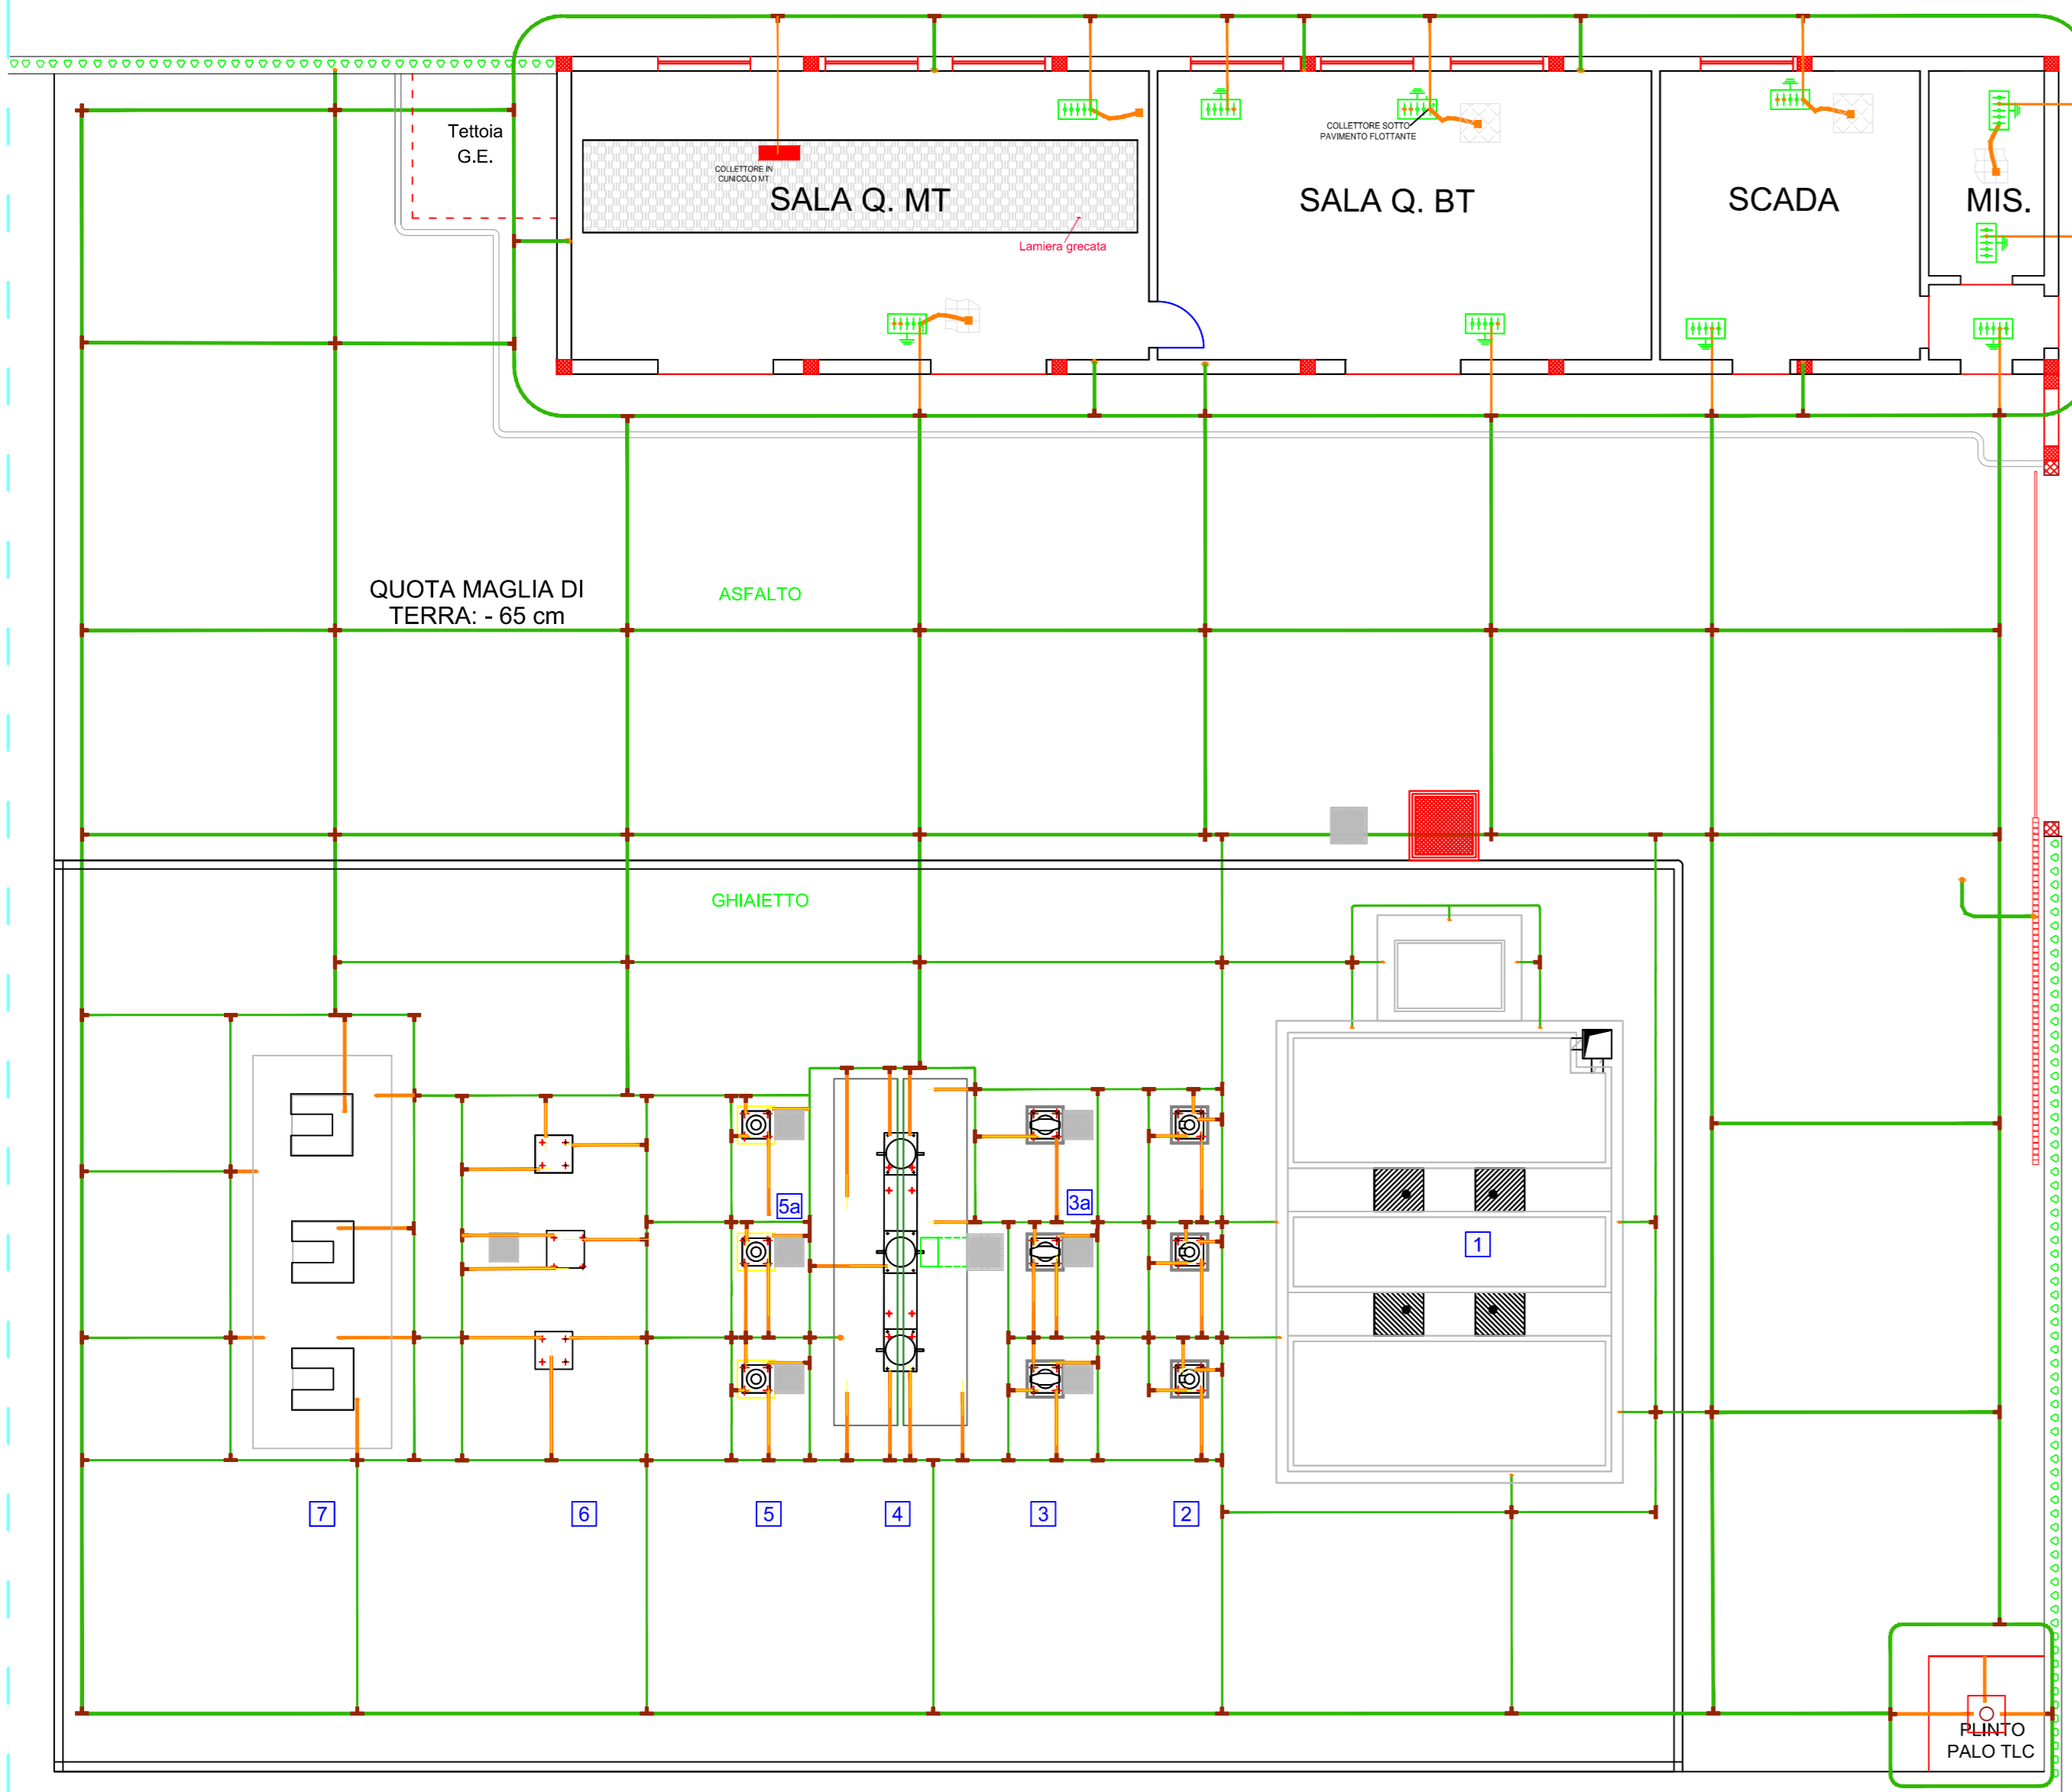 Tettoia
G.E.
COLLETTORE IN
CUNICOLO MT
SALA Q. MT
Lamiera grecata
COLLETTORE SOTTO
PAVIMENTO FLOTTANTE
SALA Q. BT
SCADA
MIS.
QUOTA MAGLIA DI
TERRA: - 65 cm
ASFALTO
GHIAIETTO
5a
3a
1
7
6
5
4
3
2
PLINTO
PALO TLC